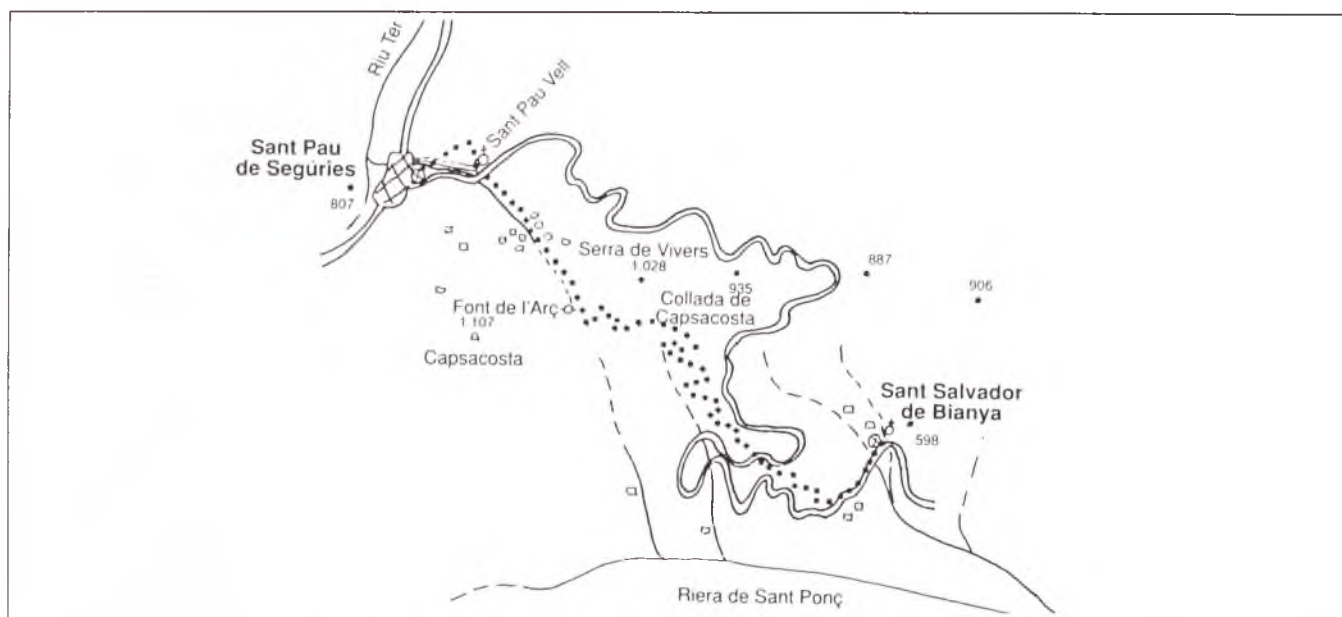 Riu Ter
Sant Pau Vell
Sant Pau
de Segúries
807
Serra de Vivers
1.028
935
887
906
Font de l'Arç
Collada de
Capsacosta
1.107
Capsacosta
Sant Salvador
de Bianya
598
Riera de Sant Ponç